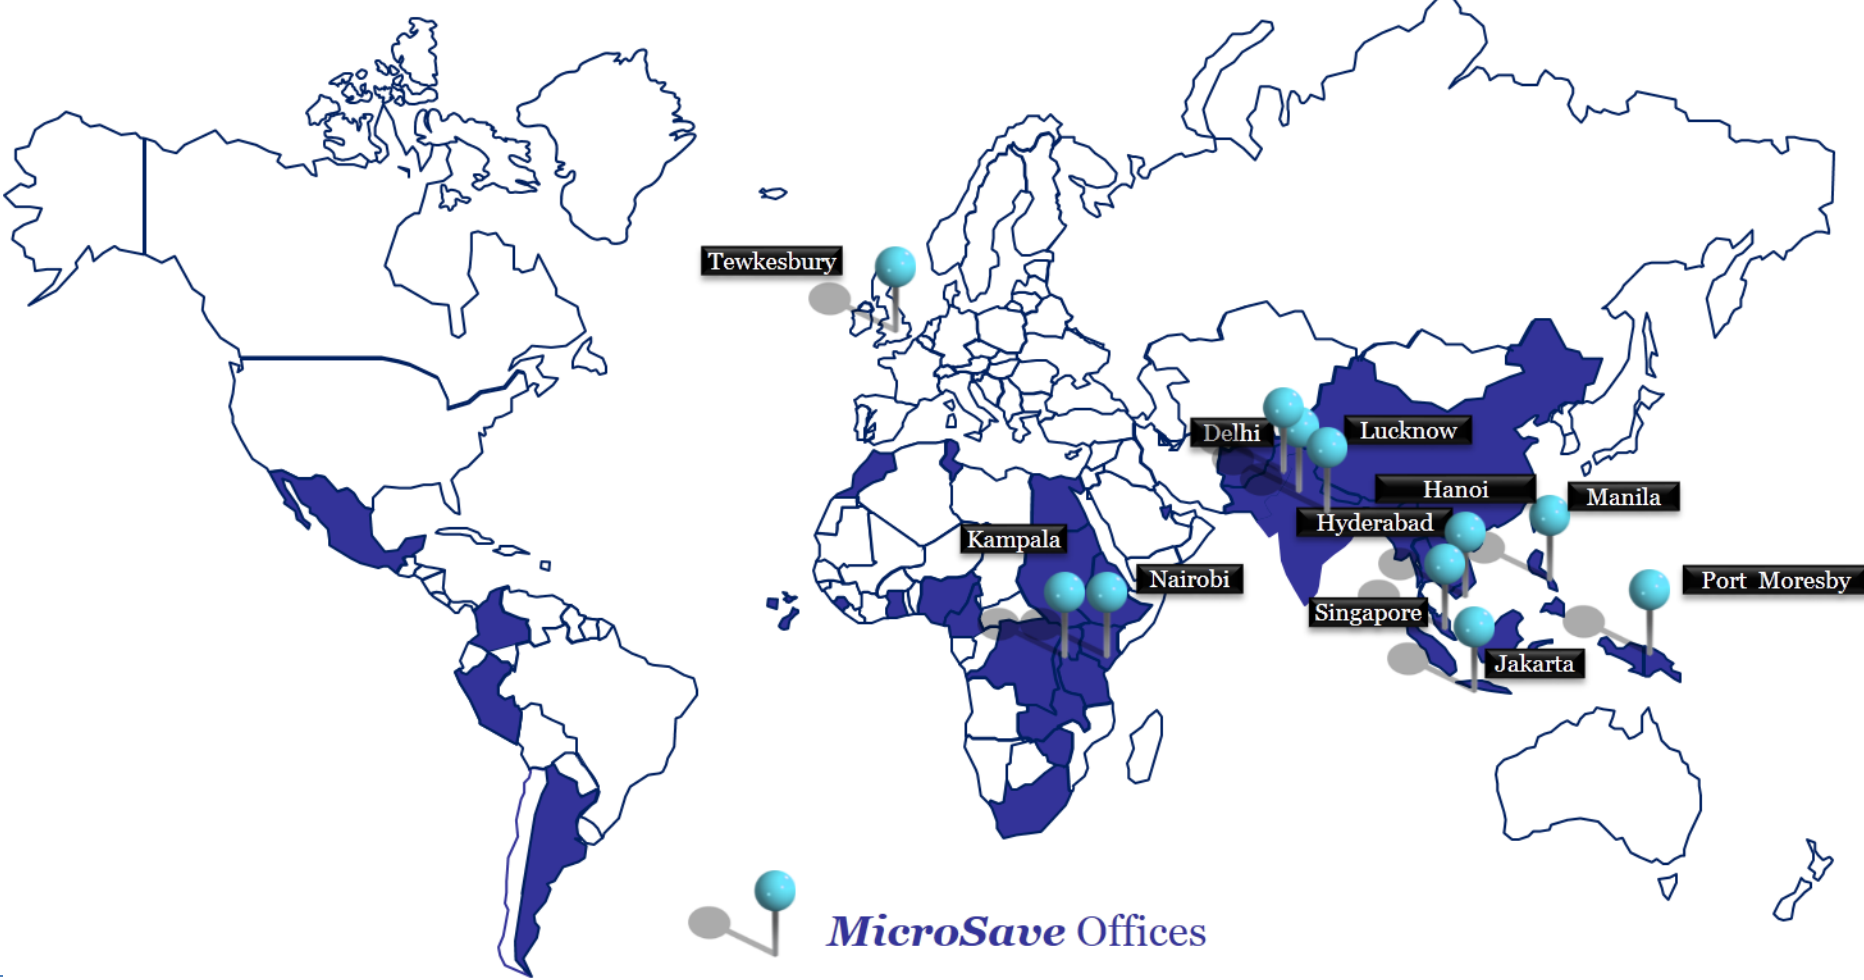 Tewkesbury
Delhi
Lucknow
Hanoi
Manila
Hyderabad
Kampala
Nairobi
Port Moresby
Singapore
Jakarta
MicroSave Offices